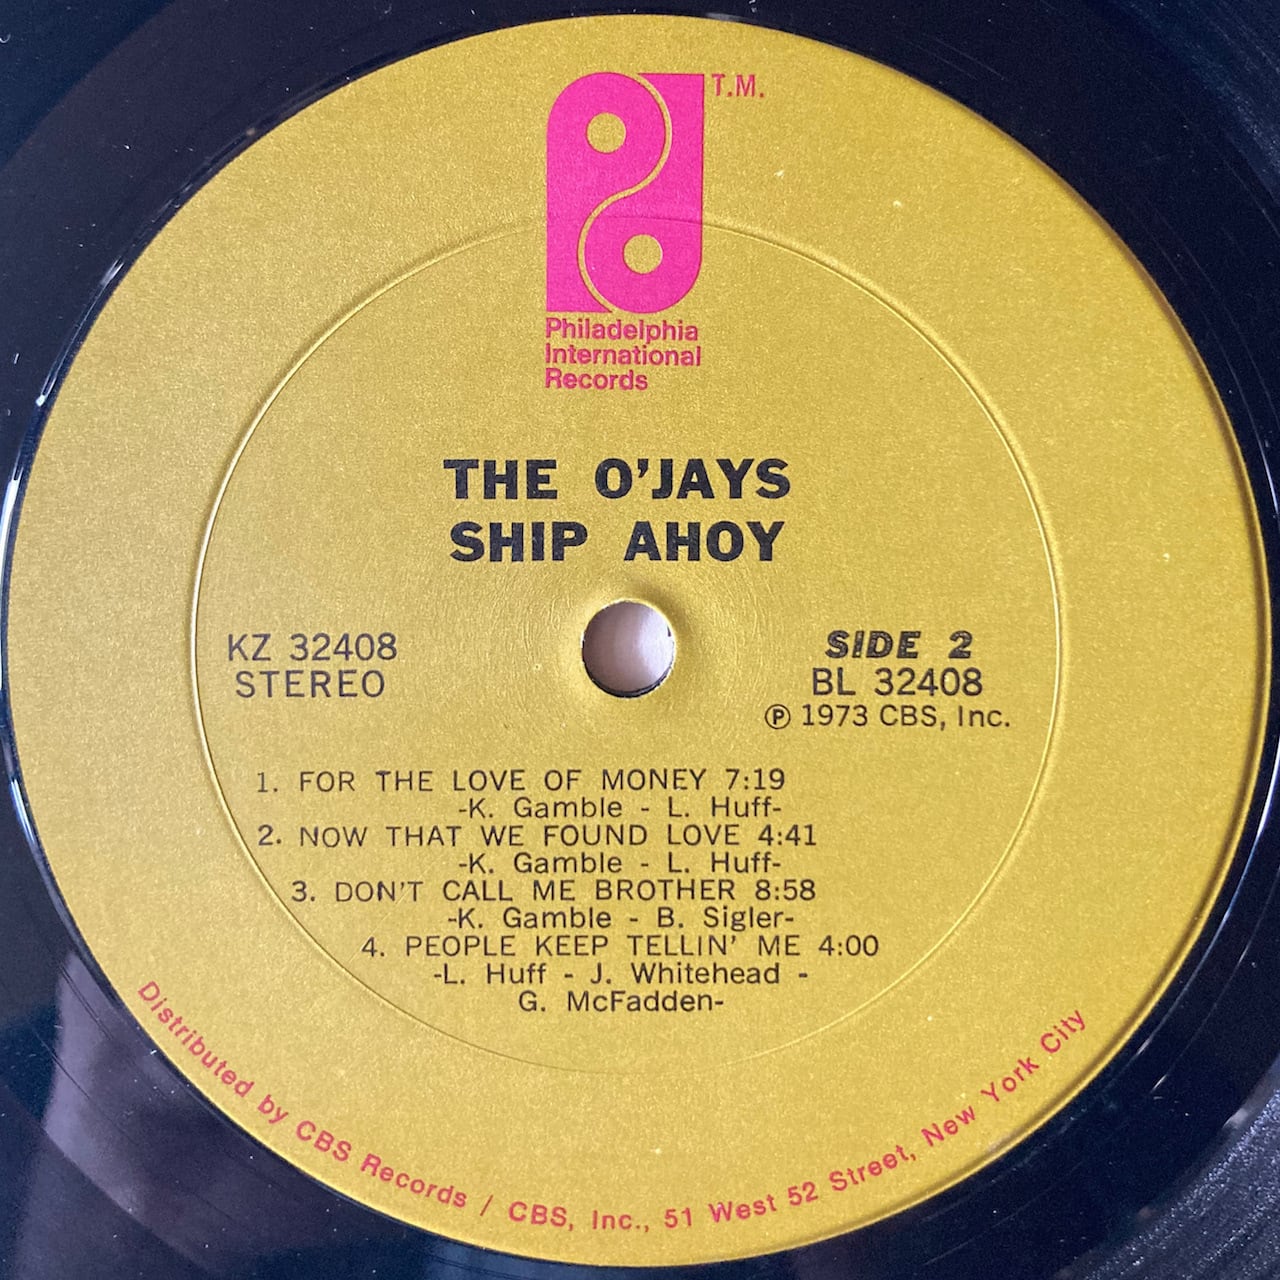 T.M.
Philadelphia
International
Records
THE O'JAYS
SHIP AHOY
KZ 32408
STEREO
SIDE 2
BL 32408
Ⓟ 1973 CBS, Inc.
1. FOR THE LOVE OF MONEY 7:19
-K. Gamble - L. Huff-
2. NOW THAT WE FOUND LOVE 4:41
-K. Gamble - L. Huff-
3. DON'T CALL ME BROTHER 8:58
-K. Gamble - B. Sigler-
4. PEOPLE KEEP TELLIN' ME 4:00
-L. Huff - J. Whitehead -
G. McFadden-
Distributed by CBS Records / CBS, Inc., 51 West 52 Street, New York City